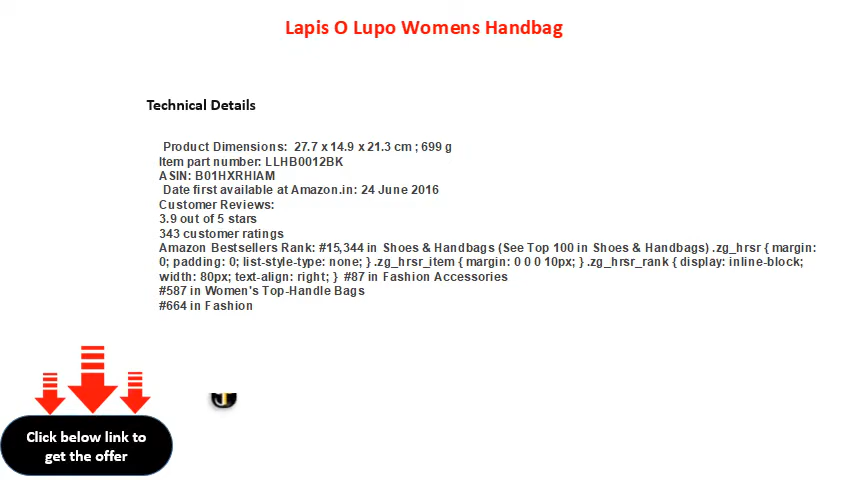 Lapis O Lupo Womens Handbag
Technical Details
Product Dimensions: 27.7 x 14.9 x 21.3 cm ; 699 g
Item part number: LLHB0012BK
ASIN: B01HXRHIAM
Date first available at Amazon.in: 24 June 2016
Customer Reviews:
3.9 out of 5 stars
343 customer ratings
Amazon Bestsellers Rank: #15,344 in Shoes & Handbags (See Top 100 in Shoes & Handbags) .zg_hrsr { margin:
0; padding: 0; list-style-type: none; } .zg_hrsr_item { margin: 0 0 0 10px; } .zg_hrsr_rank { display: inline-block;
width: 80px; text-align: right; } #87 in Fashion Accessories
#587 in Women's Top-Handle Bags
#664 in Fashion
Click below link to
get the offer